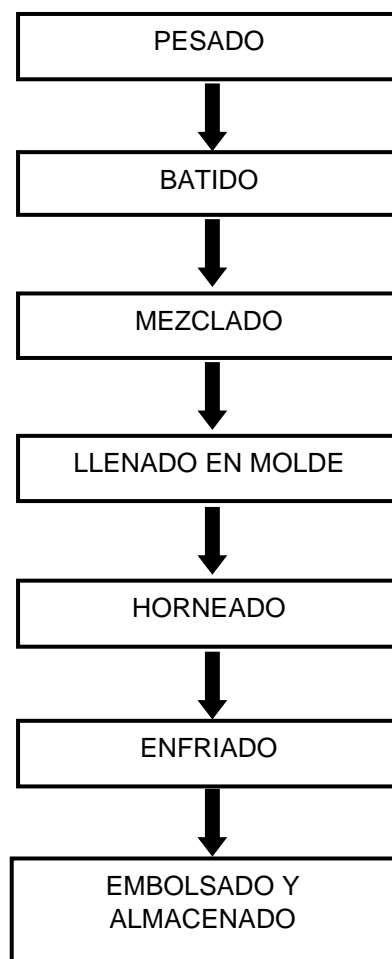 PESADO
BATIDO
MEZCLADO
LLENADO EN MOLDE
HORNEADO
ENFRIADO
EMBOLSADO Y
ALMACENADO